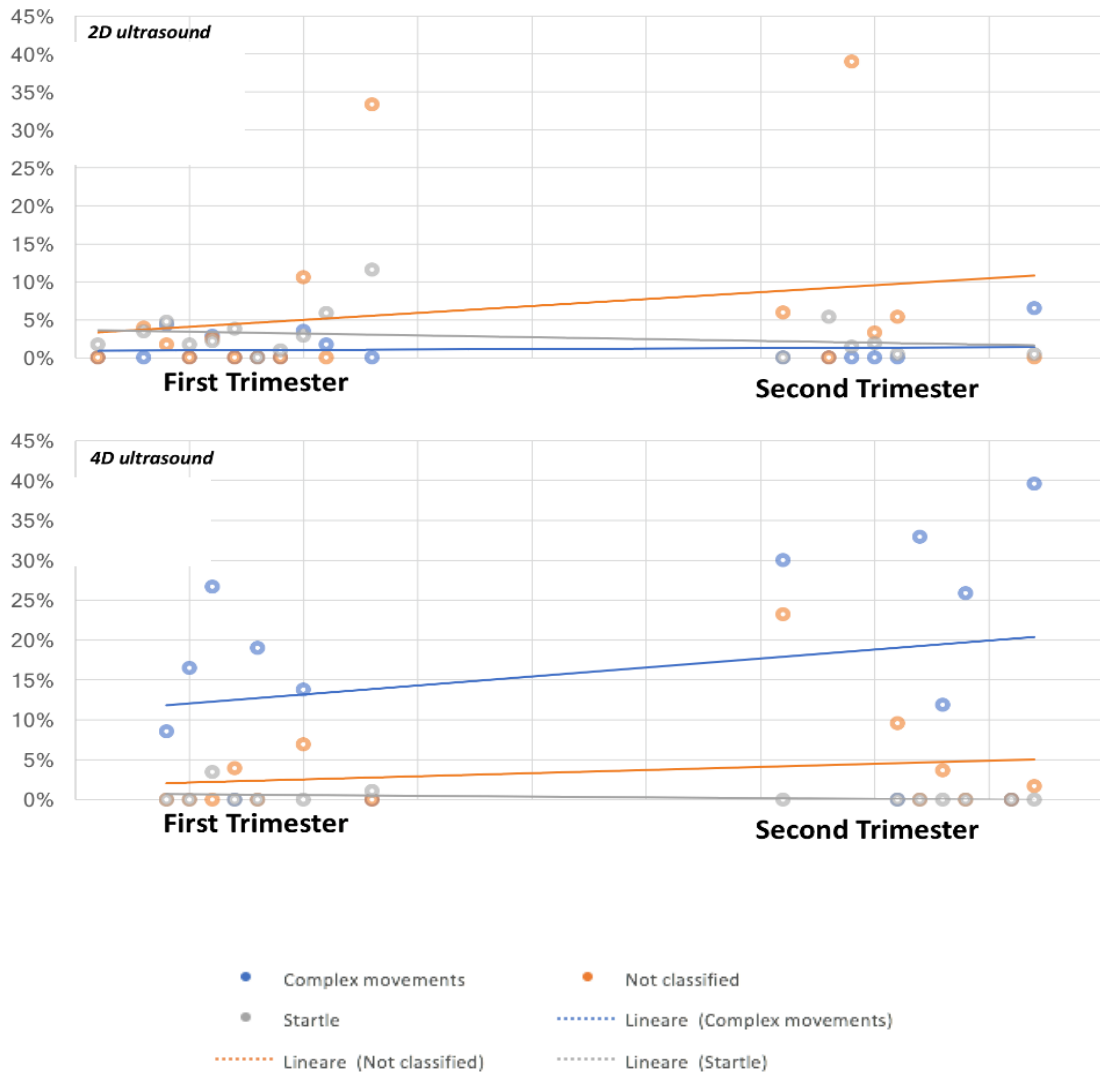 45%
2D ultrasound
40%
35%
30%
25%
20%
15%
10%
5%
0%
First Trimester
Second Trimester
45%
4D ultrasound
40%
35%
30%
25%
20%
15%
10%
5%
0%
First Trimester
Second Trimester
Complex movements
Not classified
Startle
Lineare (Complex movements)
Lineare (Not classified)
Lineare (Startle)